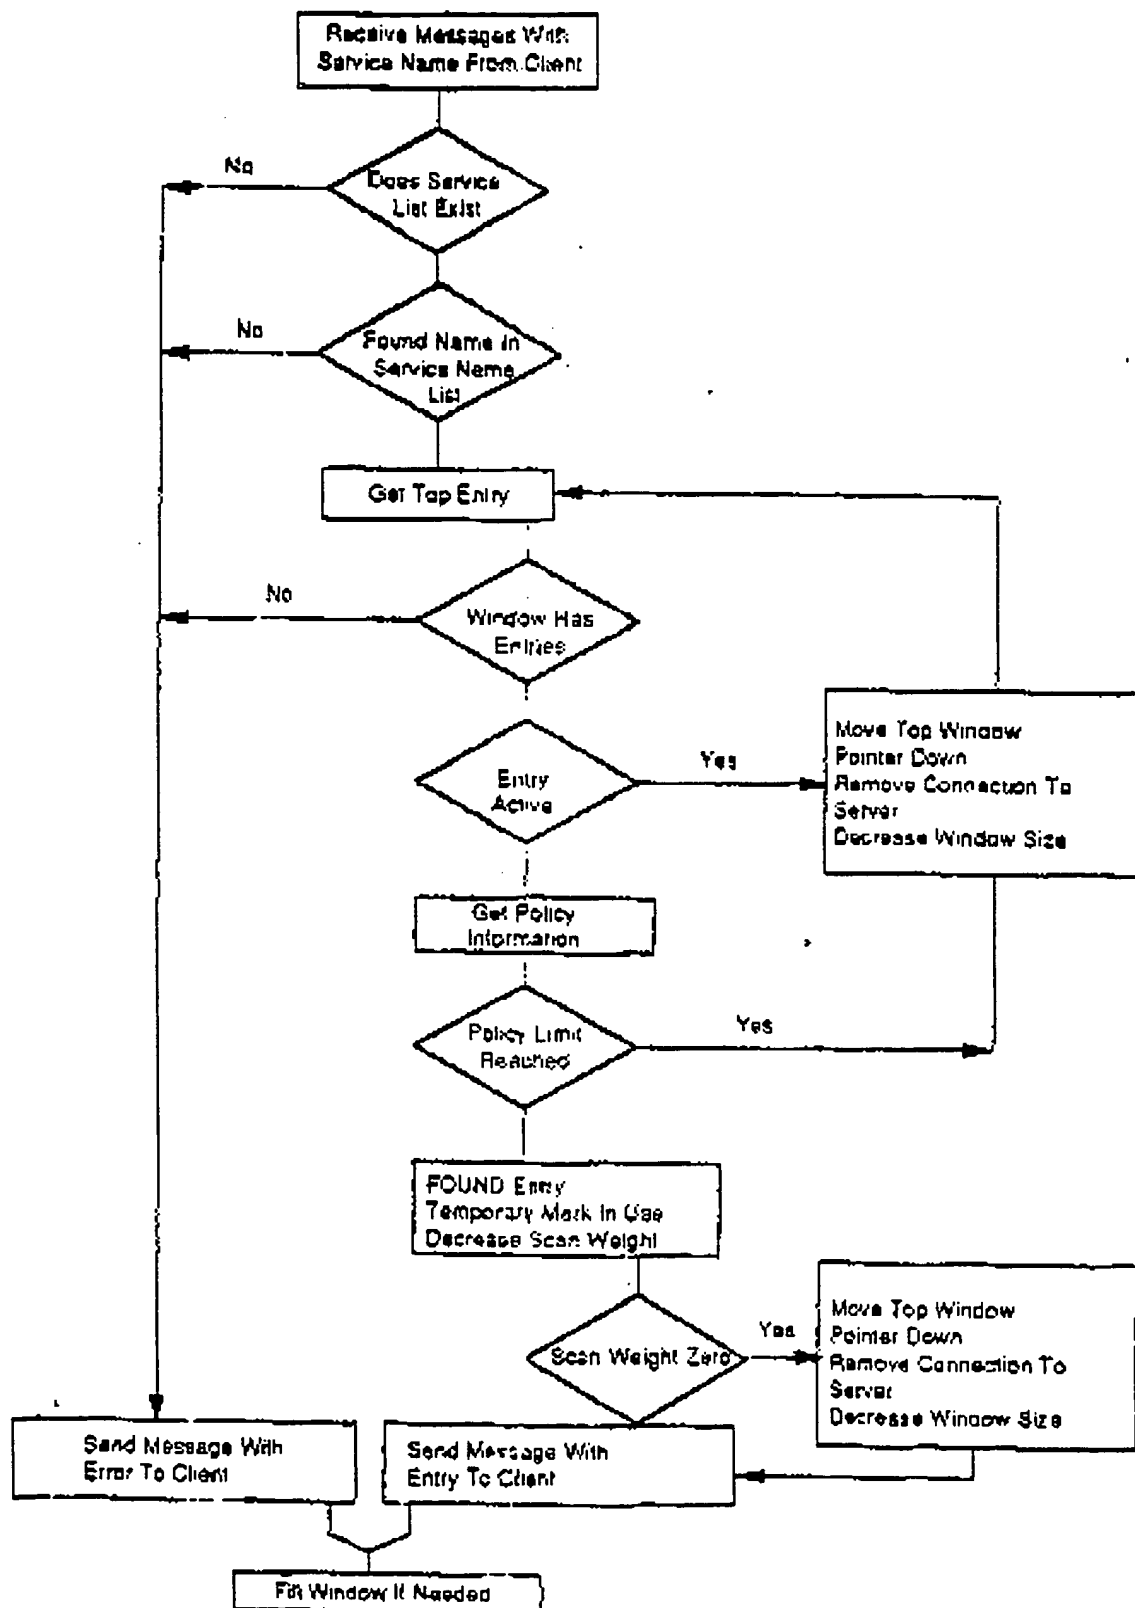 Receive Messages With
Service Name From Client
No
Does Service
List Exist
No
Found Name In
Service Name
List
Get Top Entry
No
Window Has
Entries
Move Top Window
Pointer Down
Remove Connection To
Server
Decrease Window Size
Yes
Entry
Active
Get Policy
Information
Policy Limit
Reached
Yes
FOUND Entry
Temporary Mark In Use
Decrease Scan Weight
Scan Weight Zero
Yes
Move Top Window
Pointer Down
Remove Connection To
Server
Decrease Window Size
Send Message With
Error To Client
Send Message With
Entry To Client
Fill Window If Needed